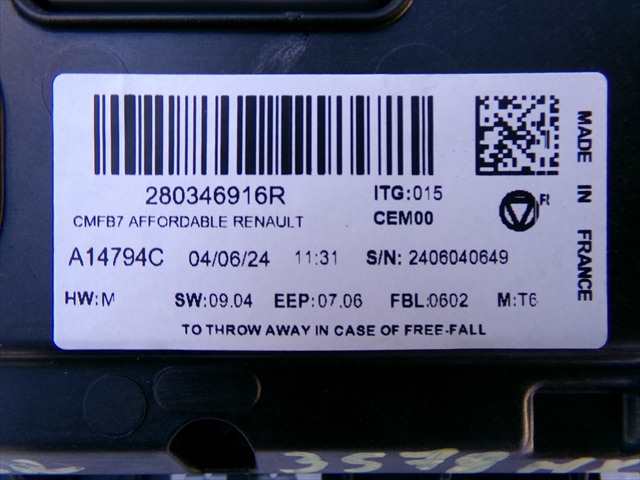 280346916R
ITG:015
CMFB7 AFFORDABLE RENAULT
CEM00
R
A14794C 04/06/24 11:31 S/N: 2406040649
HW:M SW:09.04 EEP:07.06 FBL:0602 M:T6
TO THROW AWAY IN CASE OF FREE-FALL
MADE IN FRANCE